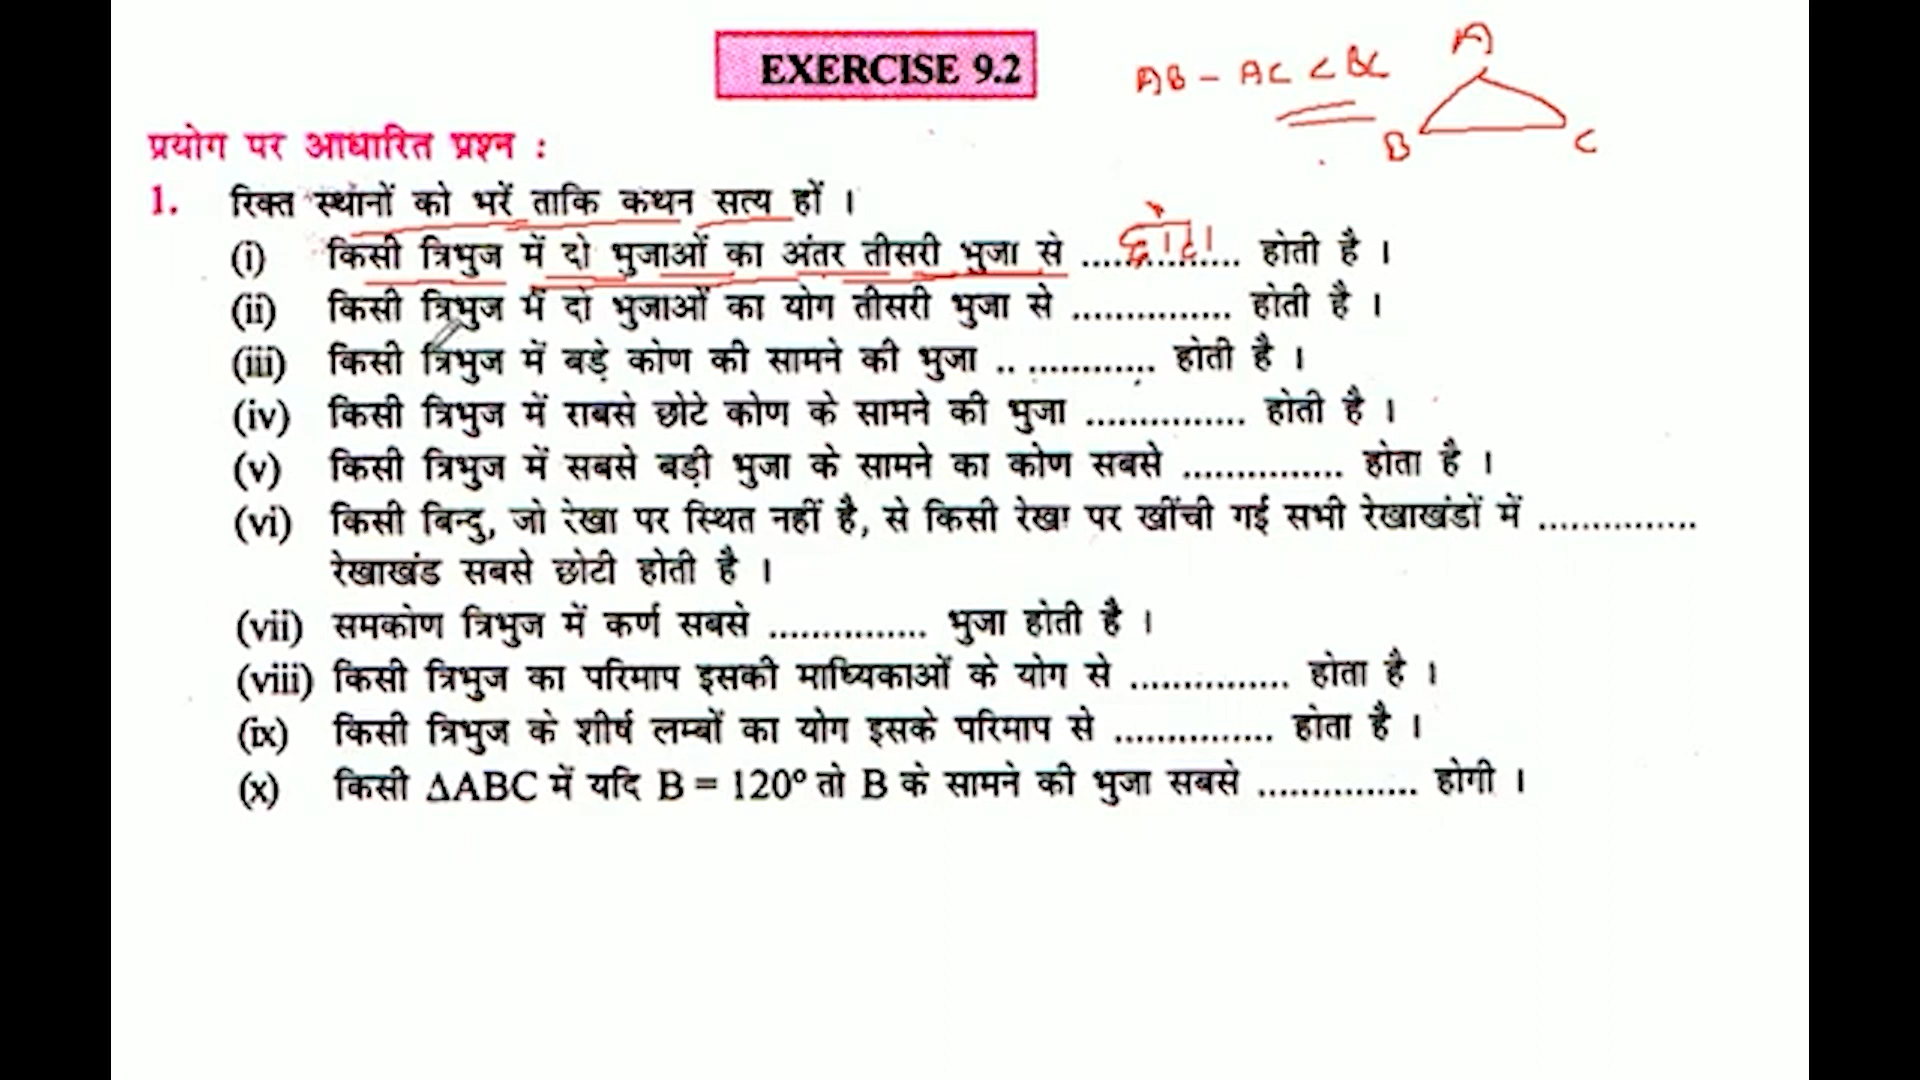 EXERCISE 9.2
AB - AC < BC
A
B
C
प्रयोग पर आधारित प्रश्न :
1. रिक्त स्थानों को भरें ताकि कथन सत्य हों ।
(i) किसी त्रिभुज में दो भुजाओं का अंतर तीसरी भुजा से ...छोटा... होती है ।
(ii) किसी त्रिभुज में दो भुजाओं का योग तीसरी भुजा से ............... होती है ।
(iii) किसी त्रिभुज में बड़े कोण की सामने की भुजा .. ............ होती है ।
(iv) किसी त्रिभुज में राबसे छोटे कोण के सामने की भुजा ............... होती है ।
(v) किसी त्रिभुज में सबसे बड़ी भुजा के सामने का कोण सबसे ............... होता है ।
(vi) किसी बिन्दु, जो रेखा पर स्थित नहीं है, से किसी रेखा पर खींची गई सभी रेखाखंडों में ...............
रेखाखंड सबसे छोटी होती है ।
(vii) समकोण त्रिभुज में कर्ण सबसे ............... भुजा होती है ।
(viii) किसी त्रिभुज का परिमाप इसकी माध्यिकाओं के योग से ............... होता है ।
(ix) किसी त्रिभुज के शीर्ष लम्बों का योग इसके परिमाप से ............... होता है ।
(x) किसी ΔABC में यदि B = 120° तो B के सामने की भुजा सबसे ............... होगी ।